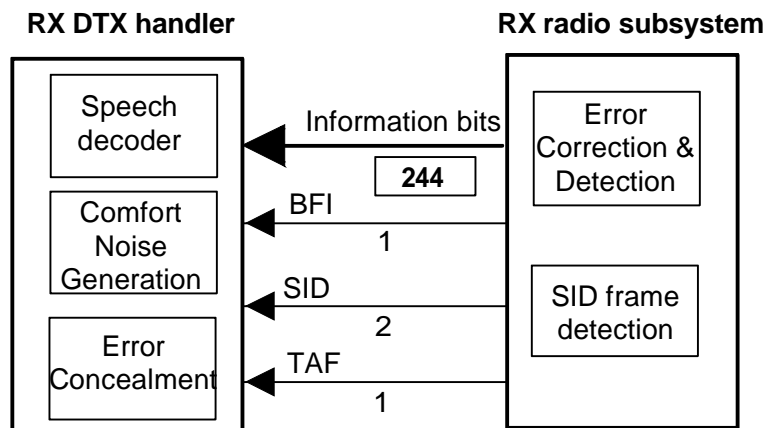 RX DTX handler
RX radio subsystem
Speech
decoder
Information bits
244
Error
Correction &
Detection
Comfort
Noise
Generation
BFI
1
SID
2
SID frame
detection
Error
Concealment
TAF
1